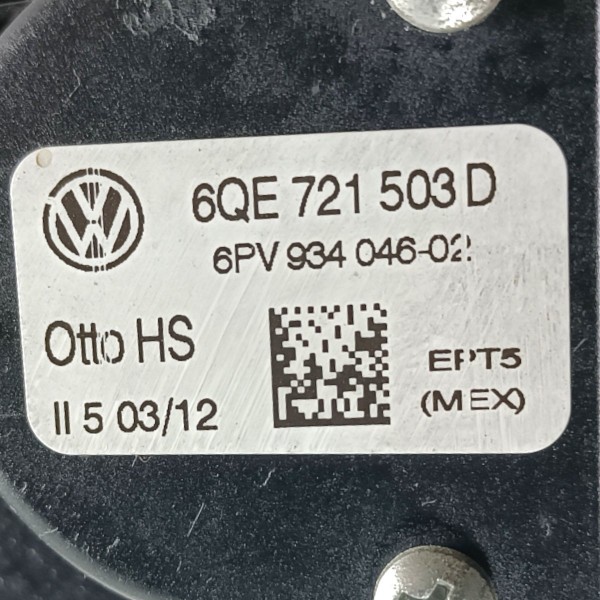 6QE 721 503 D
6PV 934 046-02
Otto HS
EPT5
II 5 03/12
(MEX)